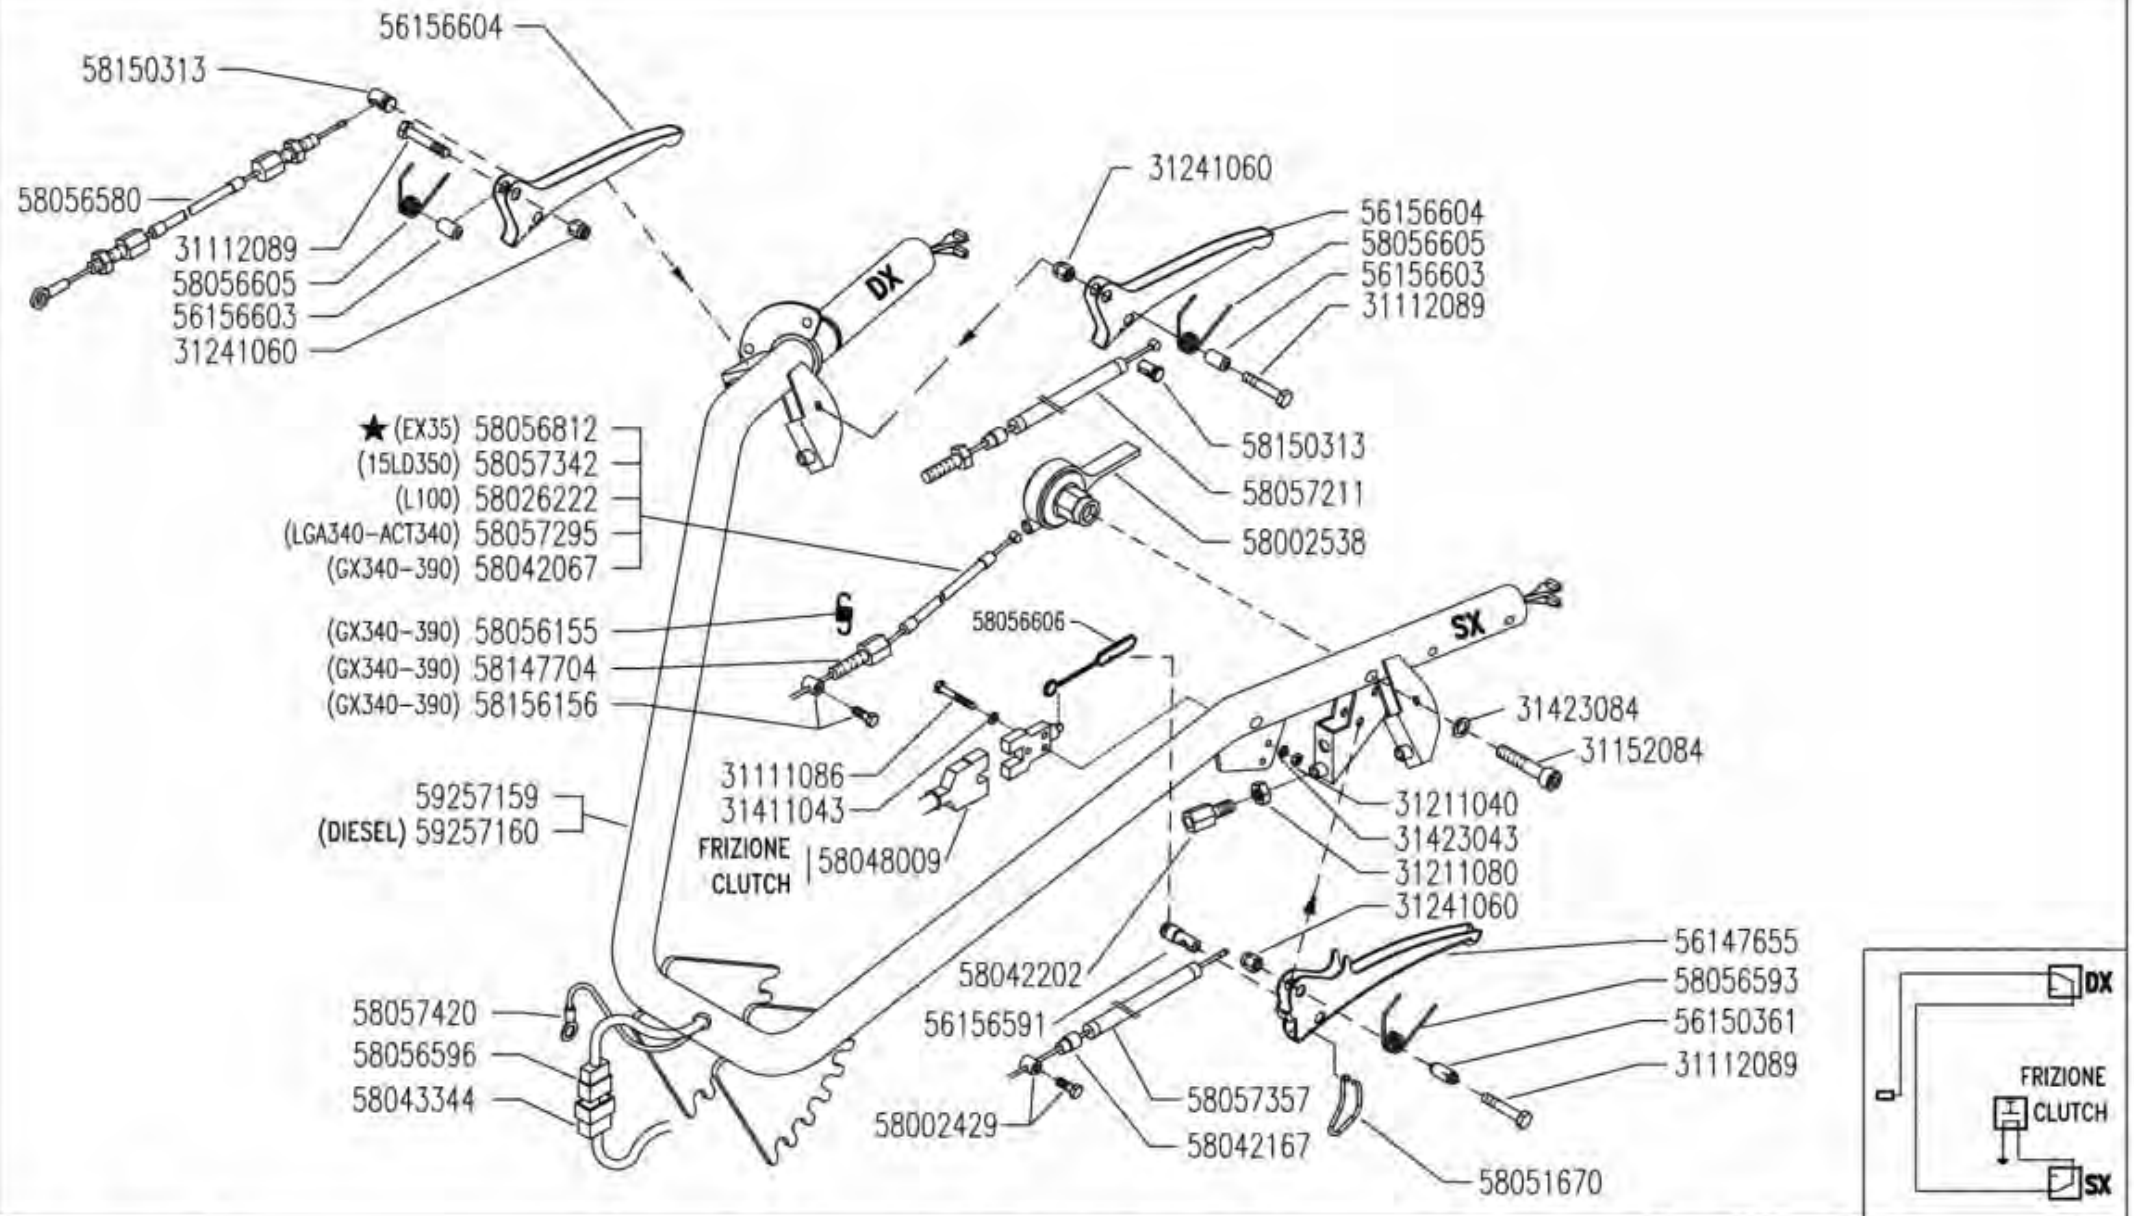 56156604
58150313
58056580
31112089
58056605
56156603
31241060
DX
31241060
56156604
58056605
56156603
31112089
58150313
58057211
58002538
★ (EX35) 58056812
(15LD350) 58057342
(L100) 58026222
(LGA340-ACT340) 58057295
(GX340-390) 58042067
(GX340-390) 58056155
(GX340-390) 58147704
(GX340-390) 58156156
58056606
SX
31423084
31152084
31111086
31411043
59257159
(DIESEL) 59257160
FRIZIONE
CLUTCH
58048009
31211040
31423043
31211080
31241060
58042202
56156591
56147655
58056593
56150361
31112089
58057420
58056596
58043344
58002429
58057357
58042167
58051670
DX
FRIZIONE
CLUTCH
SX